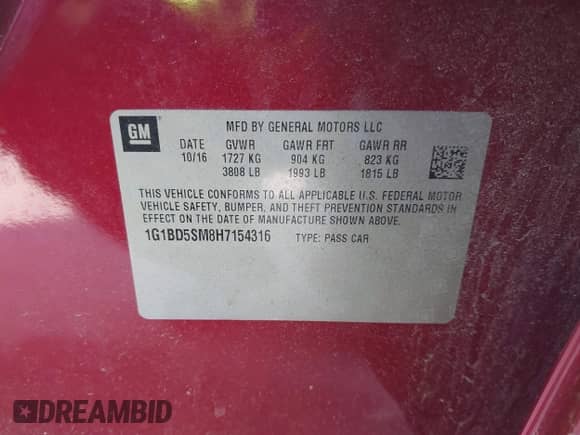 GM
MFD BY GENERAL MOTORS LLC
DATE GVWR GAWR FRT GAWR RR
10/16 1727 KG 904 KG 823 KG
3808 LB 1993 LB 1815 LB
THIS VEHICLE CONFORMS TO ALL APPLICABLE U.S. FEDERAL MOTOR
VEHICLE SAFETY, BUMPER, AND THEFT PREVENTION STANDARDS IN
EFFECT ON THE DATE OF MANUFACTURE SHOWN ABOVE.
1G1BD5SM8H7154316 TYPE: PASS CAR
DREAMBID